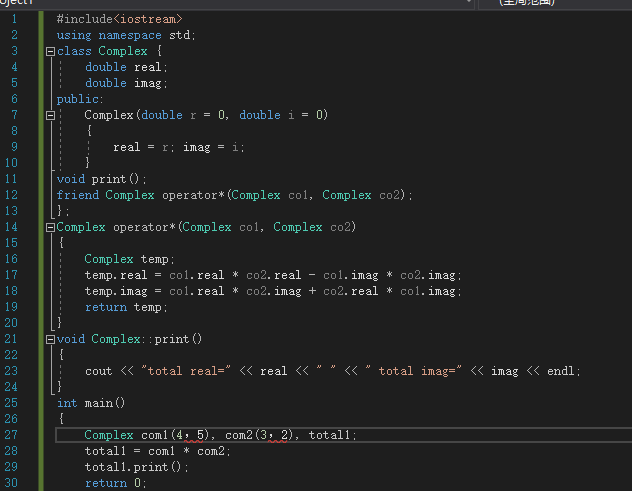 oject1 (全局范围)
1 #include<iostream>
2 using namespace std;
3 class Complex {
4 double real;
5 double imag;
6 public:
7 Complex(double r = 0, double i = 0)
8 {
9 real = r; imag = i;
10 }
11 void print();
12 friend Complex operator*(Complex co1, Complex co2);
13 };
14 Complex operator*(Complex co1, Complex co2)
15 {
16 Complex temp;
17 temp.real = co1.real * co2.real - co1.imag * co2.imag;
18 temp.imag = co1.real * co2.imag + co2.real * co1.imag;
19 return temp;
20 }
21 void Complex::print()
22 {
23 cout << "total real=" << real << " " << " total imag=" << imag << endl;
24 }
25 int main()
26 {
27 Complex com1(4，5), com2(3，2), total1;
28 total1 = com1 * com2;
29 total1.print();
30 return 0;